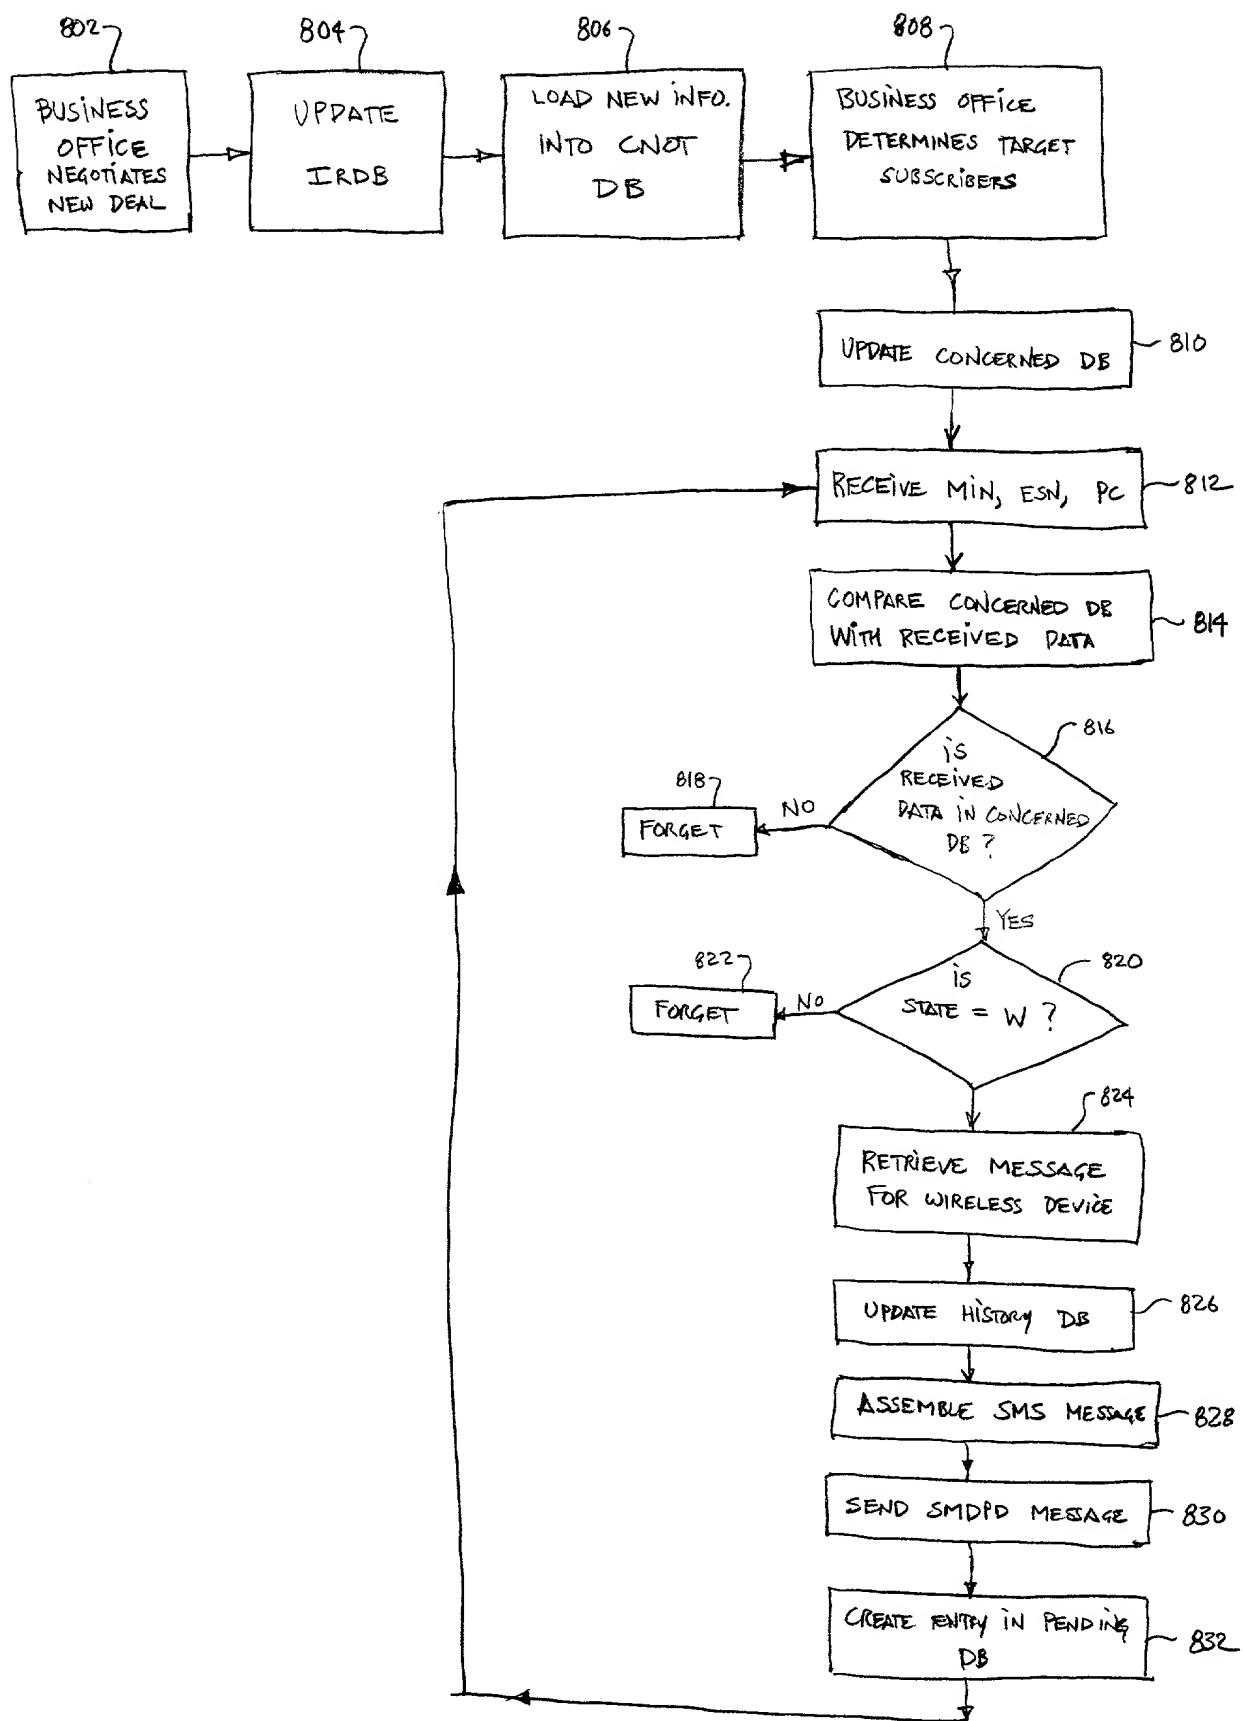 802
804
806
808
BUSINESS
OFFICE
NEGOTIATES
NEW DEAL
UPDATE
IRDB
LOAD NEW INFO.
INTO CNOT
DB
BUSINESS OFFICE
DETERMINES TARGET
SUBSCRIBERS
UPDATE CONCERNED DB
810
RECEIVE MIN, ESN, PC
812
COMPARE CONCERNED DB
WITH RECEIVED DATA
814
816
is
RECEIVED
DATA IN CONCERNED
DB ?
818
FORGET
NO
YES
820
is
STATE = W ?
822
FORGET
NO
824
RETRIEVE MESSAGE
FOR WIRELESS DEVICE
UPDATE HISTORY DB
826
ASSEMBLE SMS MESSAGE
828
SEND SMDPD MESSAGE
830
CREATE ENTRY IN PENDING
DB
832